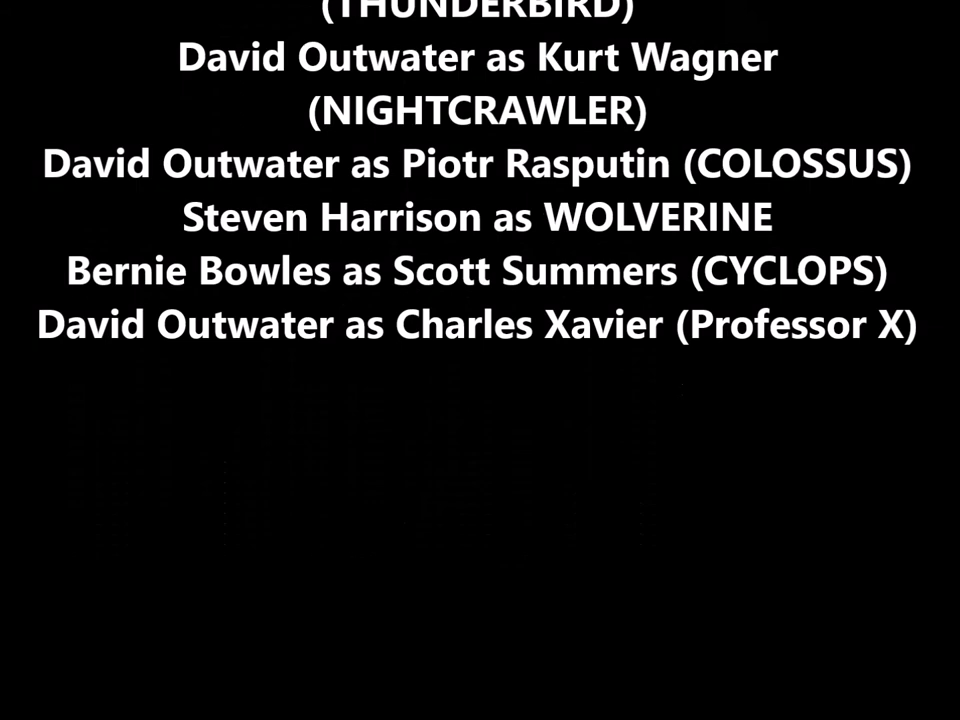 (THUNDERBIRD)
David Outwater as Kurt Wagner
(NIGHTCRAWLER)
David Outwater as Piotr Rasputin (COLOSSUS)
Steven Harrison as WOLVERINE
Bernie Bowles as Scott Summers (CYCLOPS)
David Outwater as Charles Xavier (Professor X)